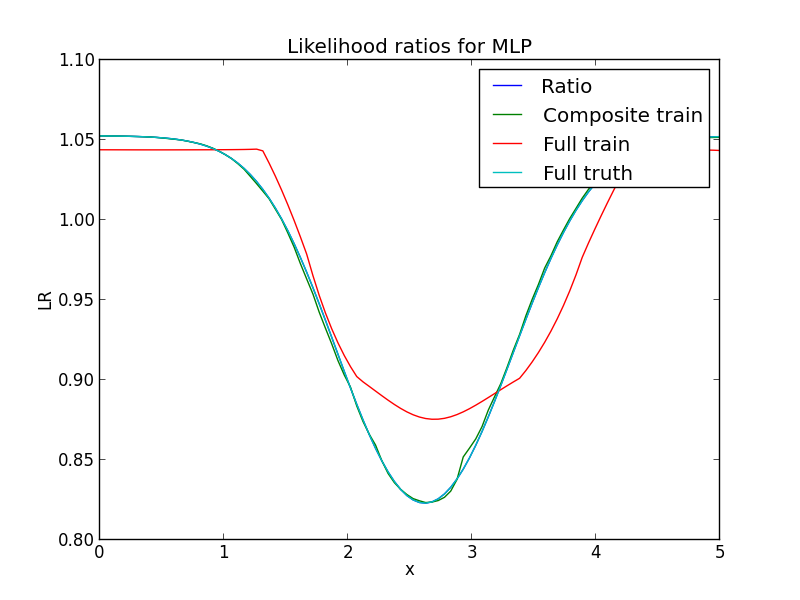 Likelihood ratios for MLP
1.10
1.05
1.00
0.95
0.90
0.85
0.80
LR
Ratio
Composite train
Full train
Full truth
0 1 2 3 4 5
x